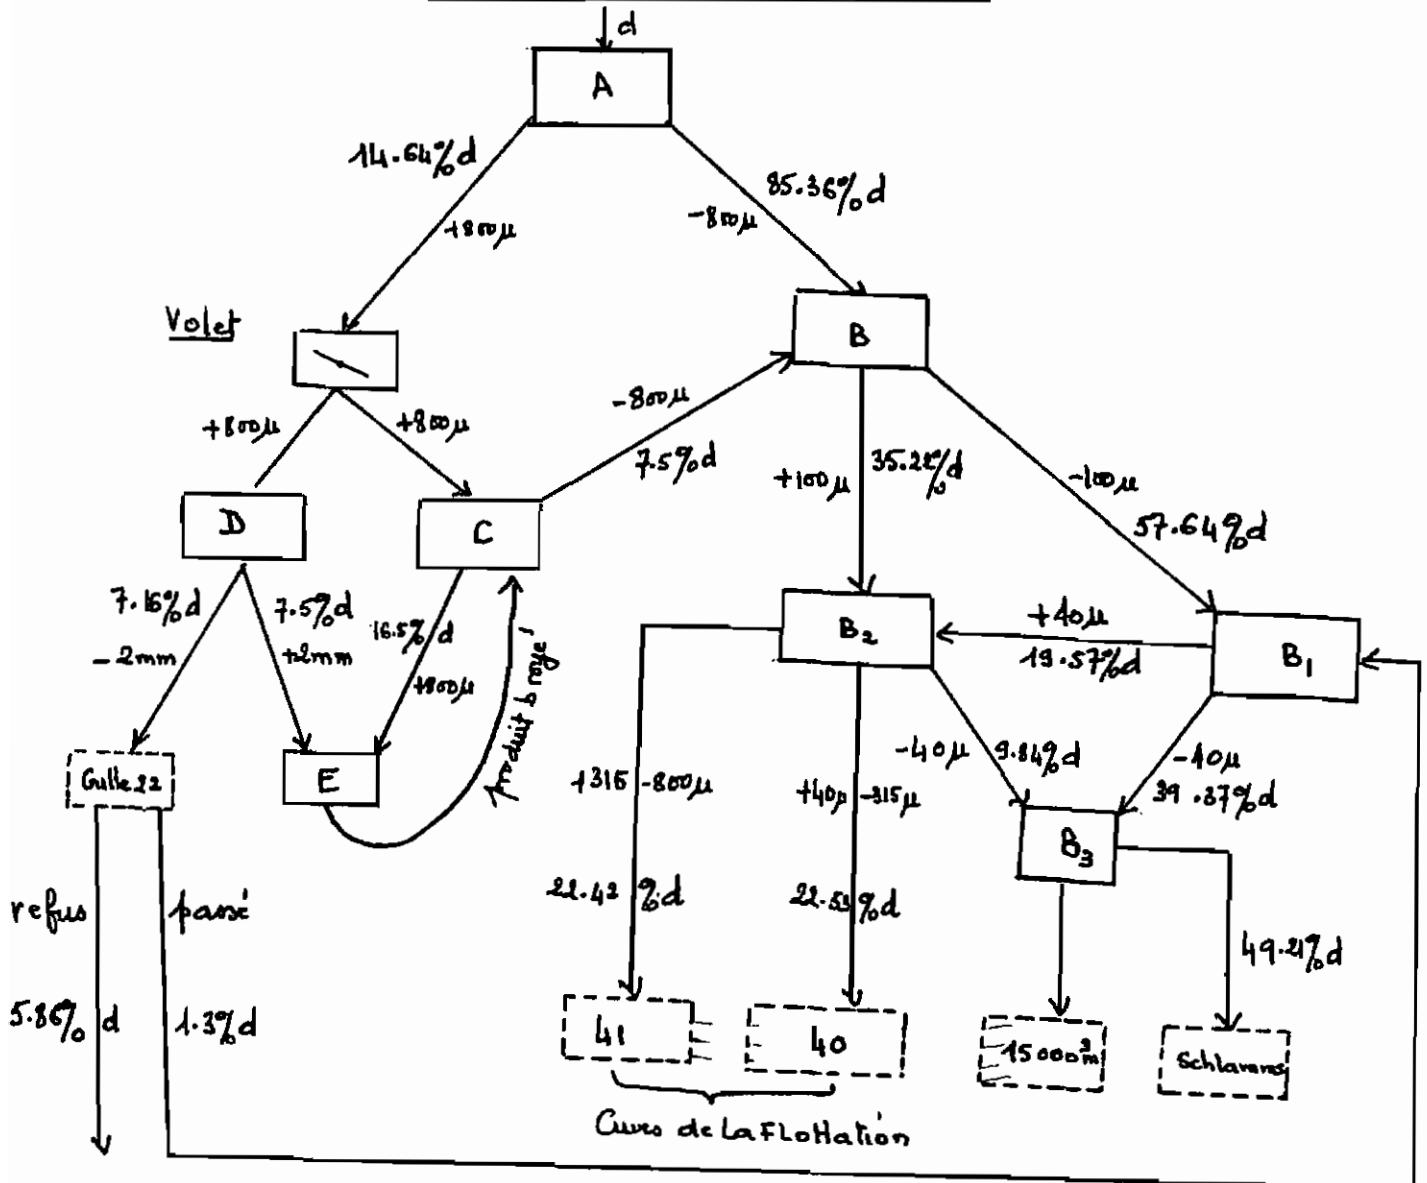 d
A
14.64%d
85.36%d
+800µ
-800µ
Volet
B
+800µ
+800µ
-800µ
7.5%d
+100µ
35.22%d
-100µ
57.64%d
D
C
7.16%d
7.5%d
16.5% d
-2mm
+2mm
+800µ
produit broyé
B2
+40µ
19.57%d
B1
Grille 22
E
+315 -800µ
+40µ -315µ
-40µ
9.84%d
-40µ
39.37%d
B3
22.42 %d
22.53%d
refus
passé
49.21%d
5.86% d
1.3%d
41
40
15000m³
Schlamms
Cuves de La FLottation